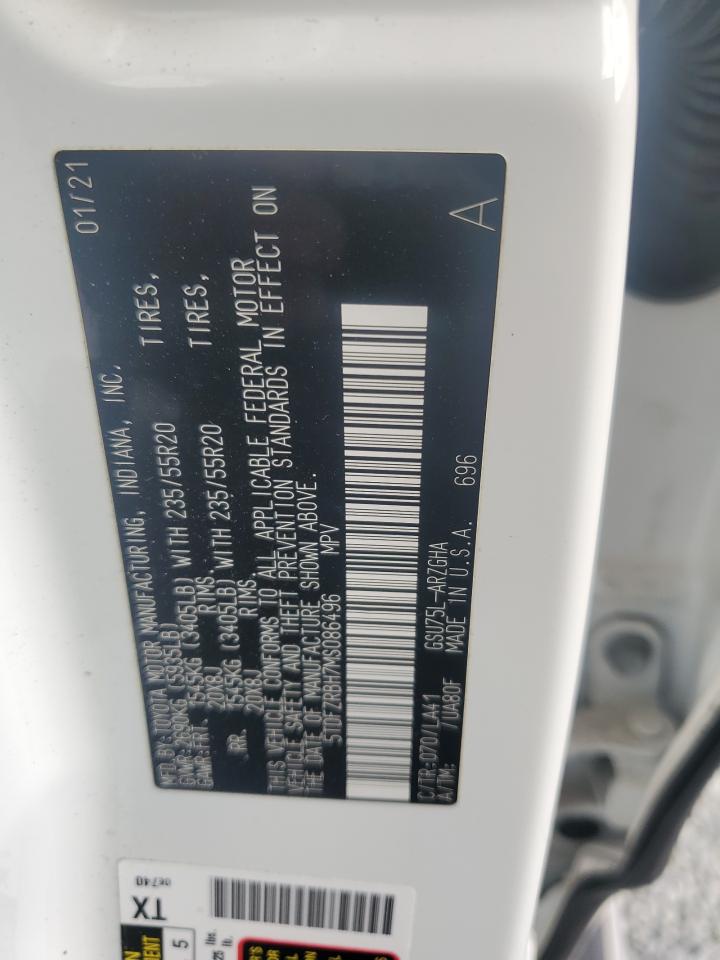 MFD.BY:TOYOTA MOTOR MANUFACTURING, INDIANA, INC. 01/21
GVWR:2690KG (5935LB)
GAWR:FRT. 1545KG (3405LB) WITH 235/55R20 TIRES,
20X8J RIMS.
RR. 1545KG (3405LB) WITH 235/55R20 TIRES,
20X8J RIMS.
THIS VEHICLE CONFORMS TO ALL APPLICABLE FEDERAL MOTOR
VEHICLE SAFETY AND THEFT PREVENTION STANDARDS IN EFFECT ON
THE DATE OF MANUFACTURE SHOWN ABOVE.
5TDFZRBH7MS086496 MPV
C/TR:070/LA41 GSU75L-ARZGHA
A/TM: /UA80F MADE IN U.S.A. 696 A
TX
0E740
5